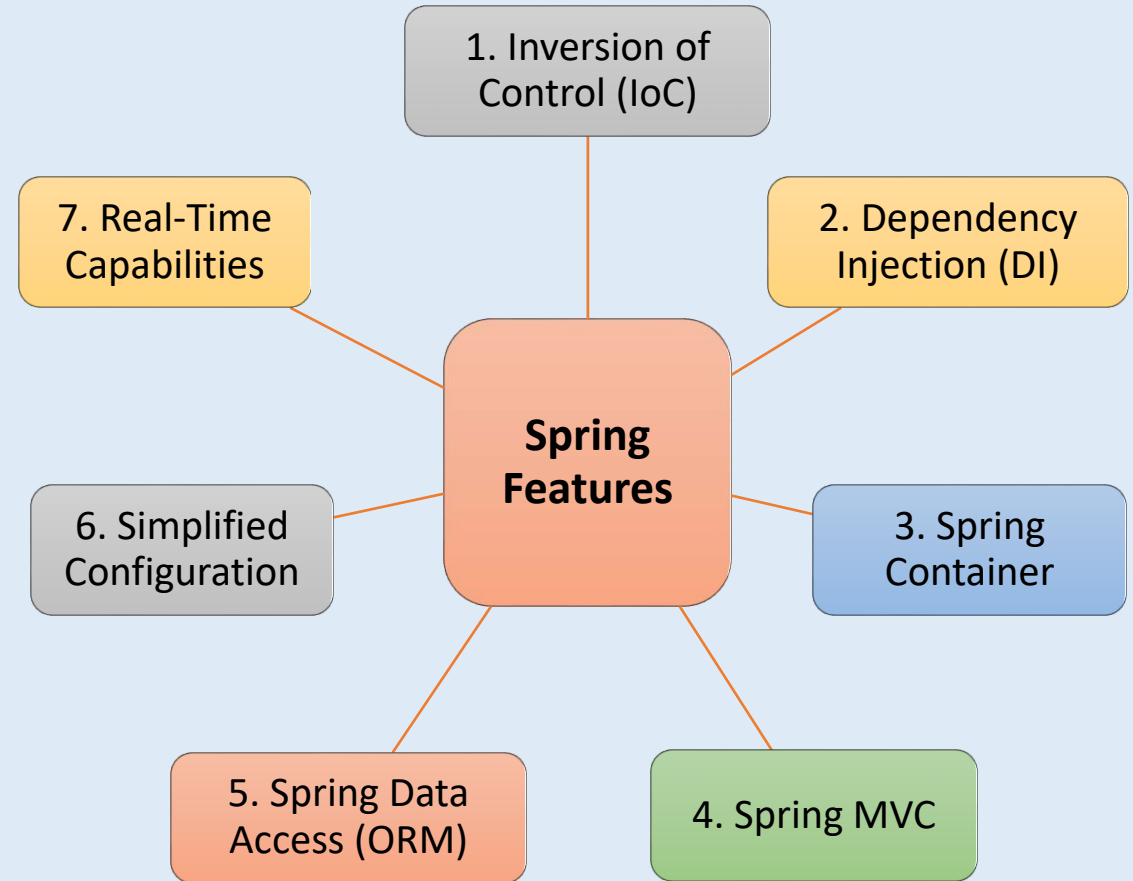 1. Inversion of
Control (IoC)
7. Real-Time
Capabilities
2. Dependency
Injection (DI)
Spring
Features
6. Simplified
Configuration
3. Spring
Container
5. Spring Data
Access (ORM)
4. Spring MVC